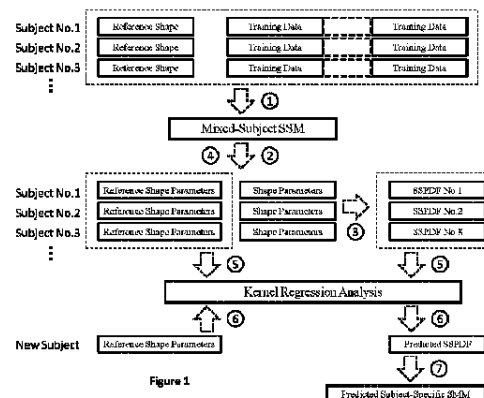 Subject No.1 Reference Shape Training Data Training Data
Subject No.2 Reference Shape Training Data Training Data
Subject No.3 Reference Shape Training Data Training Data
①
Mixed-Subject SSM
④ ②
Subject No.1 Reference Shape Parameters Shape Parameters SSPDF No 1
Subject No.2 Reference Shape Parameters Shape Parameters SSPDF No.2
Subject No.3 Reference Shape Parameters Shape Parameters SSPDF No
③
⑤ ⑤
Kernel Regression Analysis
⑥ ⑥
New Subject Reference Shape Parameters Predicted SSPDF
⑦
Figure 1
Predicted Subject-Specific SMM